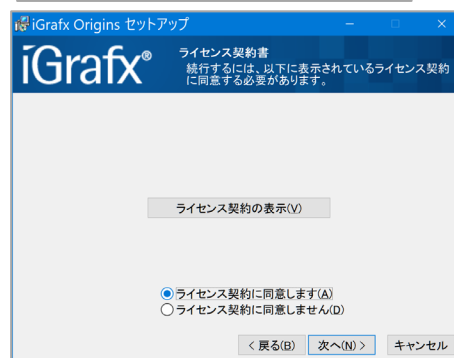 iGrafx Origins セットアップ
iGrafx®
ライセンス契約書
続行するには、以下に表示されているライセンス契約
に同意する必要があります。
ライセンス契約の表示(V)
ライセンス契約に同意します(A)
ライセンス契約に同意しません(D)
< 戻る(B)
次へ(N) >
キャンセル